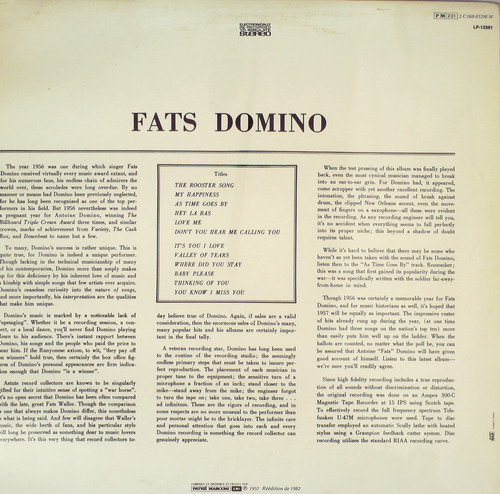 ELECTRONICALLY
RE-RECORDED
TO SIMULATE
STEREO
PM 231 2 C 068-83298 M
LP-12391
FATS DOMINO
The year 1956 was one during which singer Fats
Domino received virtually every music award extant, and
for his numerous fans, his endless chain of admirers the
world over, these accolades were long overdue. By no
manner or means had Domino been previously neglected,
for he has long been recognized as one of the top per-
formers in his field. But 1956 nevertheless was indeed
a pregnant year for Antoine Domino, winning The
Billboard Triple Crown Award three times, and similar
trowes, marks of achievement from Variety, The Cash
Box, and Downbeat to name but a few.
To many, Domino's success is rather unique. This is
quite true, for Domino is indeed a unique performer.
Though lacking in the technical musicianship of many
of his contemporaries, Domino more than amply makes
up for this deficiency by his inherent love of music and
a kinship with simple songs that few artists ever acquire.
Domino's ceaseless curiosity into the nature of songs,
and more importantly, his interpretation are the qualities
that make him unique.
Domino's music is marked by a noticeable lack of
"upstaging". Whether it be a recording session, a con-
cert, or a local dance, you'll never find Domino playing
down to his audience. There's instant rapport between
Domino, his songs and the people who paid the price to
hear him. If the Runyonese axiom, to wit, "they pay off
on winners" hold true, then certainly the box office fig-
ures of Domino's personal appearances are firm indica-
tion enough that Domino "is a winner".
Astute record collectors are known to be singularly
gifted for their intuitive sense of spotting a "war horse".
It's no open secret that Domino has been often compared
with the late, great Fats Waller. Though the comparison
is one that always makes Domino differ, this nonetheless
is what is being said. And few will disagree that Waller's
music, the wide berth of fans, and his particular style
will long be preserved as something dear to music lovers
everywhere. It's this very thing that record collectors to-
Titles
THE ROOSTER SONG
MY HAPPINESS
AS TIME GOES BY
HEY LA BAS
LOVE ME
DON'T YOU HEAR ME CALLING YOU
IT'S YOU I LOVE
VALLEY OF TEARS
WHERE DID YOU STAY
BABY PLEASE
THINKING OF YOU
YOU KNOW I MISS YOU
day believe true of Domino. Again, if sales are a valid
consideration, then the enormous sales of Domino's many,
many popular hits and his albums are certainly impor-
tant in the final tally.
A veteran recording star, Domino has long been used
to the routine of the recording studio; the seemingly
endless primary steps that must be taken to insure per-
fect reproduction. The placement of each musician in
proper tune to the equipment; the sensitive turn of a
microphone a fraction of an inch; stand closer to the
mike—stand away from the mike; the engineer forgot
to turn the tape on; take one, take two, take three . . .
all ineffective. These are the rigors of recording, and in
some respects are no more unusual to the performer than
poor mortar might be to the bricklayer. The infinite care
and personal attention that goes into each and every
Domino recording is something the record collector can
genuinely appreciate.
When the test pressing of this album was finally played
back, even the most cynical musicians managed to break
into an ear-to-ear grin. For Domino had, it appeared,
come acropper with yet another excellent recording. The
intonation, the phrasing, the sound of break against
drum, the clipped New Orleans accent, even the move-
ment of fingers on a saxophone—all these were evident
in the recording. As any recording engineer will tell you,
it's no accident when everything seems to fall perfectly
into its proper niche; this beyond a shadow of doubt
requires talent.
While it's hard to believe that there may be some who
haven't as yet been taken with the sound of Fats Domino,
listen then to the "As Time Goes By" track. Remember;
this was a song that first gained its popularity during the
war—it was specifically written with the soldier far-away-
from-home in mind.
Though 1956 was certainly a memorable year for Fats
Domino, and for music historians as well, it's hoped that
1957 will be equally as important. The impressive roster
of hits already rung up during the year, (at one time
Domino had three songs on the nation's top ten) more
than easily puts him well up on the ladder. When the
ballots are counted, no matter what the poll be, you can
be assured that Antoine "Fats" Domino will have given
good account of himself. Listen to this latest album—
we're sure you'll readily agree.
Since high fidelity recording includes a true reproduc-
tion of all sounds without discrimination or distortion,
the original recording was done on an Ampex 300-C
Magnetic Tape Recorder at 15 IPS using Scotch tape.
To effectively record the full frequency spectrum Tele-
funken U-47M microphones were used. Tape to disc
transfer employed an automatic Scully lathe with heated
stylus using a Grampion feedback cutter system. Disc
recording utilizes the standard RIAA recording curve.
PATHÉ MARCONI EMI ℗ 1957 Réédition de 1982